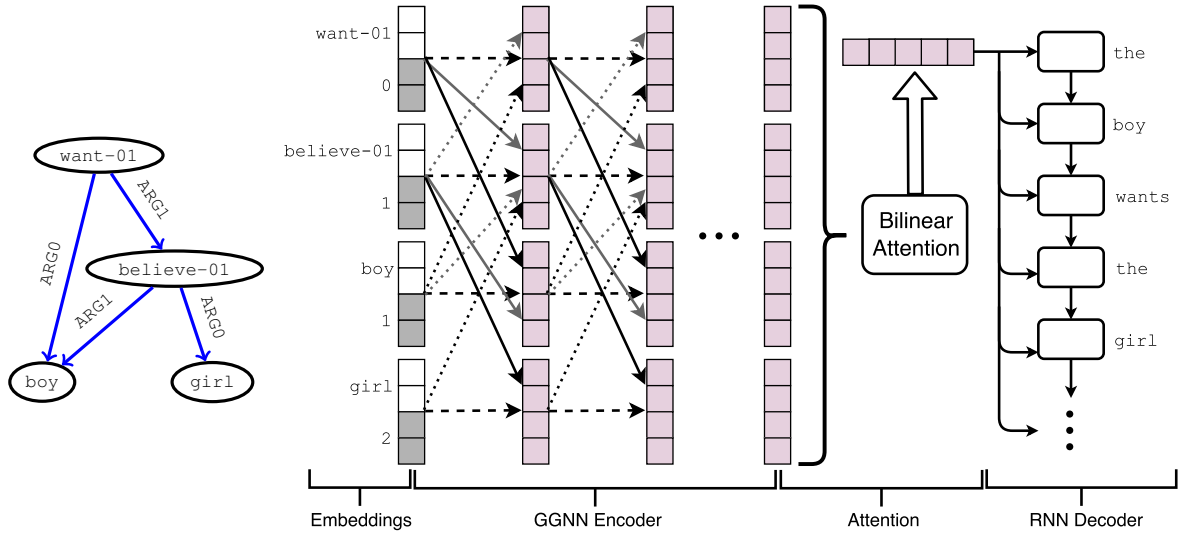 want-01
ARG1
ARG0
believe-01
ARG1
ARG0
boy
girl
want-01
0
believe-01
1
boy
1
girl
2
Bilinear
Attention
the
boy
wants
the
girl
Embeddings
GGNN Encoder
Attention
RNN Decoder